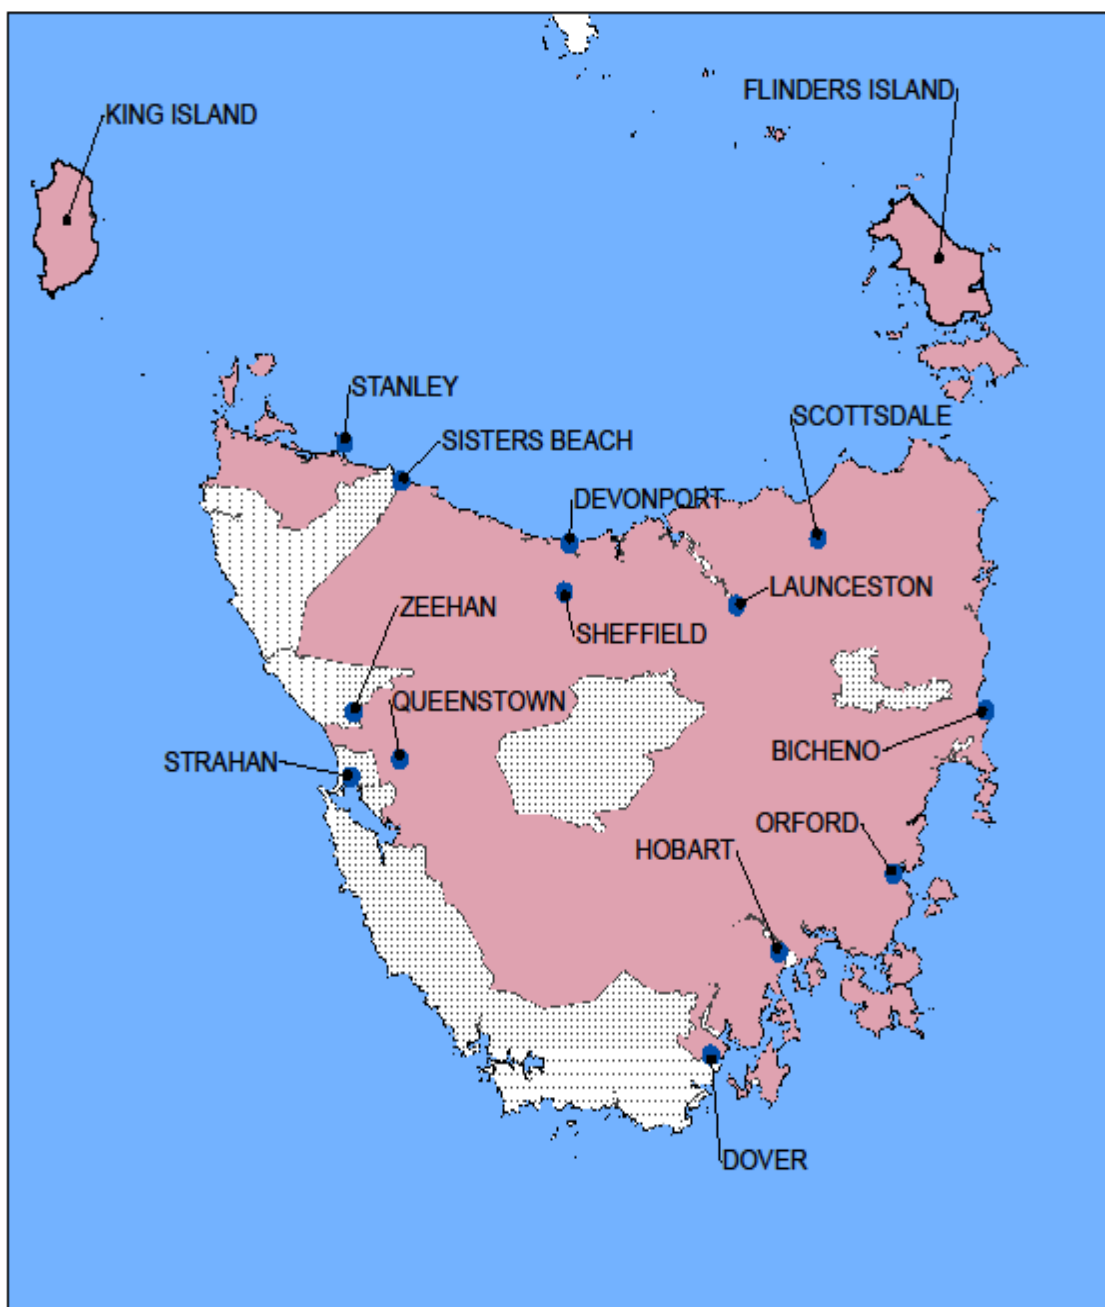 FLINDERS ISLAND
KING ISLAND
STANLEY
SCOTTSDALE
SISTERS BEACH
DEVONPORT
LAUNCESTON
ZEEHAN
SHEFFIELD
QUEENSTOWN
BICHENO
STRAHAN
ORFORD
HOBART
DOVER